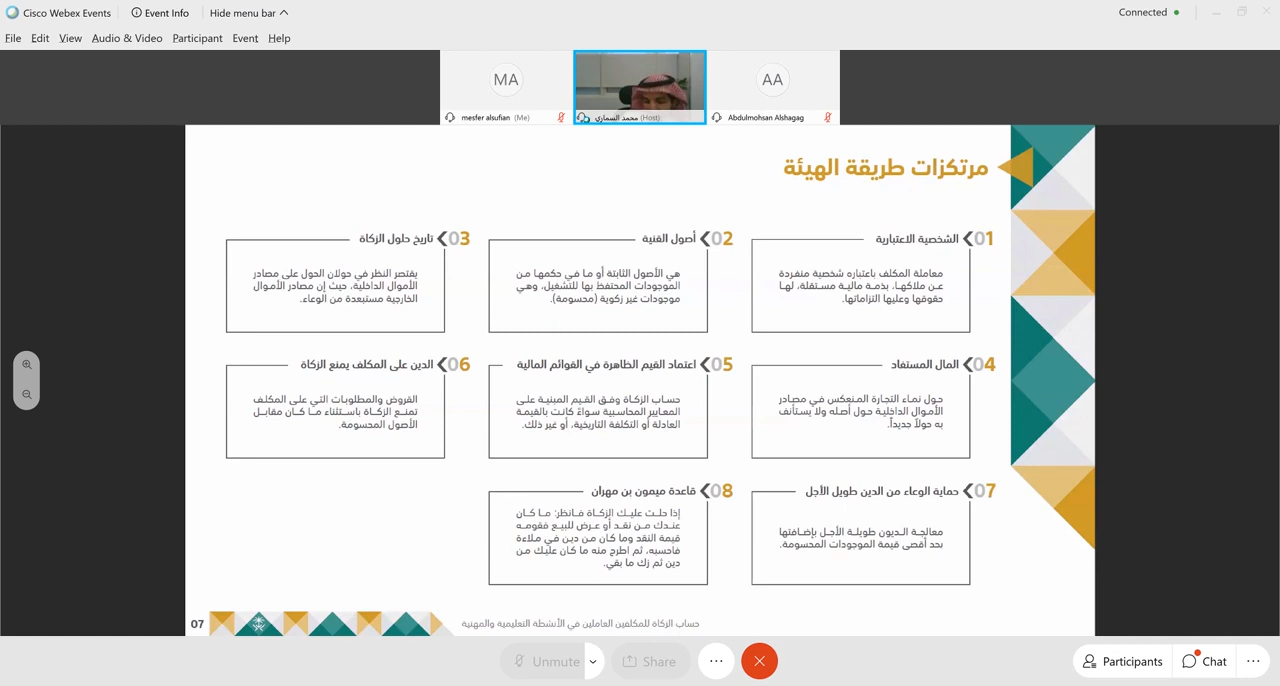 Cisco Webex Events
Event Info
Hide menu bar
Connected
File Edit View Audio & Video Participant Event Help
MA
AA
mesfer alsufian (Me)
محمد السماري (Host)
Abdulmohsan Alshagag
مرتكزات طريقة الهيئة
01 الشخصية الاعتبارية
معاملة المكلف باعتباره شخصية منفردة
عن ملاكها، بذمة مالية مستقلة، لها
حقوقها وعليها التزاماتها.
02 أصول القنية
هي الأصول الثابتة أو ما في حكمها من
الموجودات المحتفظ بها للتشغيل، وهي
موجودات غير زكوية (محسومة).
03 تاريخ حلول الزكاة
يقتصر النظر في حولان الحول على مصادر
الأموال الداخلية، حيث إن مصادر الأموال
الخارجية مستبعدة من الوعاء.
04 المال المستفاد
حول نماء التجارة المنعكس في مصادر
الأموال الداخلية حول أصله ولا يستأنف
به حولاً جديداً.
05 اعتماد القيم الظاهرة في القوائم المالية
حساب الزكاة وفق القيم المبنية على
المعايير المحاسبية سواءً كانت بالقيمة
العادلة أو التكلفة التاريخية، أو غير ذلك.
06 الدين على المكلف يمنع الزكاة
القروض والمطلوبات التي على المكلف
تمنع الزكاة باستثناء ما كان مقابل
الأصول المحسومة.
07 حماية الوعاء من الدين طويل الأجل
معالجة الديون طويلة الأجل بإضافتها
بحد أقصى قيمة الموجودات المحسومة.
08 قاعدة ميمون بن مهران
إذا حلت عليك الزكاة فانظر: ما كان
عندك من نقد أو عرض للبيع فقومه
قيمة النقد وما كان من دين في ملاءة
فاحسبه، ثم اطرح منه ما كان عليك من
دين ثم زك ما بقي.
حساب الزكاة للمكلفين العاملين في الأنشطة التعليمية والمهنية
07
Unmute
Share
Participants
Chat